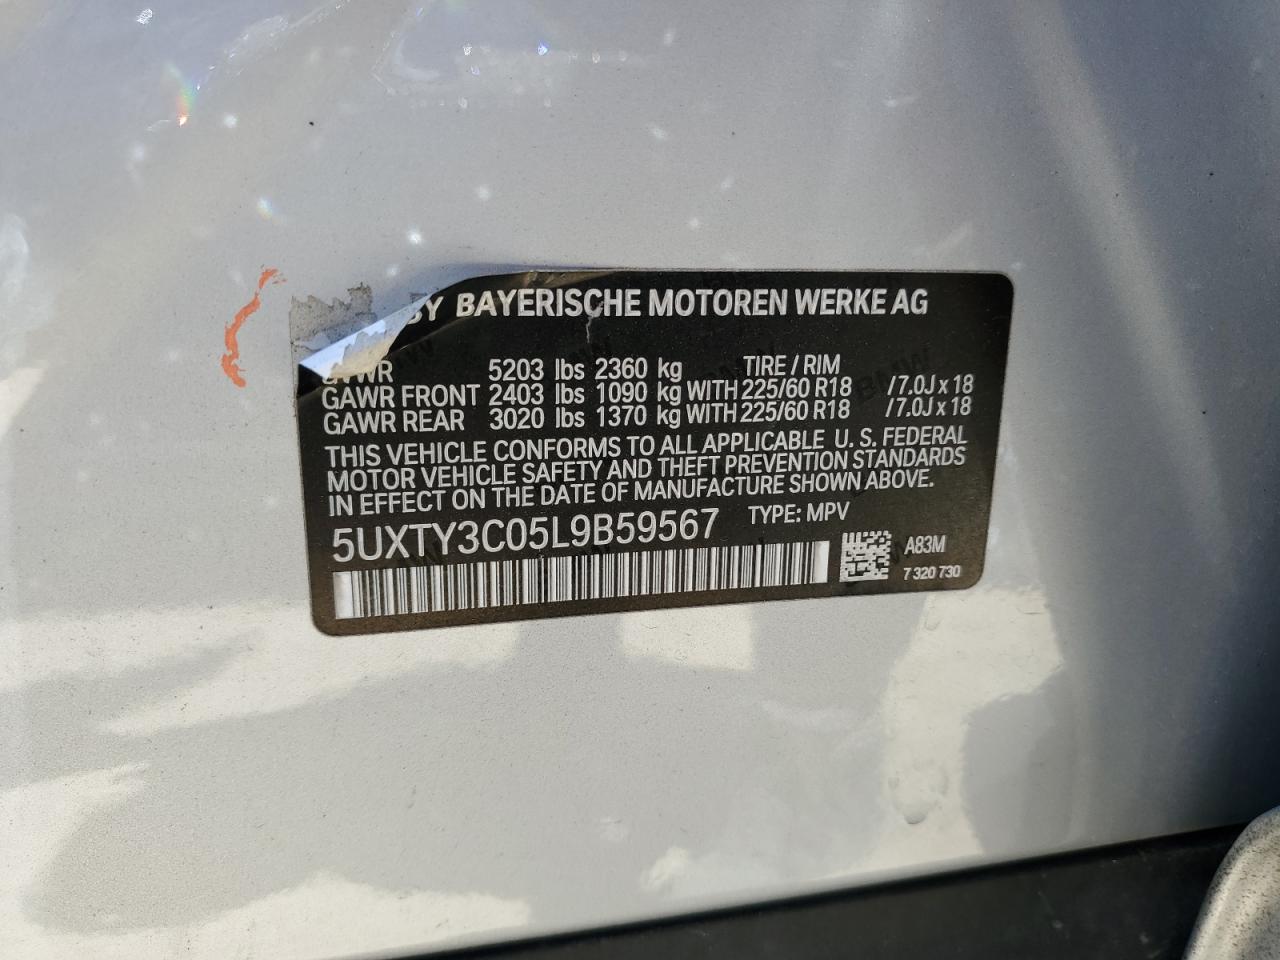 BY BAYERISCHE MOTOREN WERKE AG
GVWR 5203 lbs 2360 kg TIRE / RIM
GAWR FRONT 2403 lbs 1090 kg WITH 225/60 R18 /7.0J x 18
GAWR REAR 3020 lbs 1370 kg WITH 225/60 R18 /7.0J x 18
THIS VEHICLE CONFORMS TO ALL APPLICABLE U. S. FEDERAL
MOTOR VEHICLE SAFETY AND THEFT PREVENTION STANDARDS
IN EFFECT ON THE DATE OF MANUFACTURE SHOWN ABOVE.
5UXTY3C05L9B59567 TYPE: MPV
A83M
7 320 730